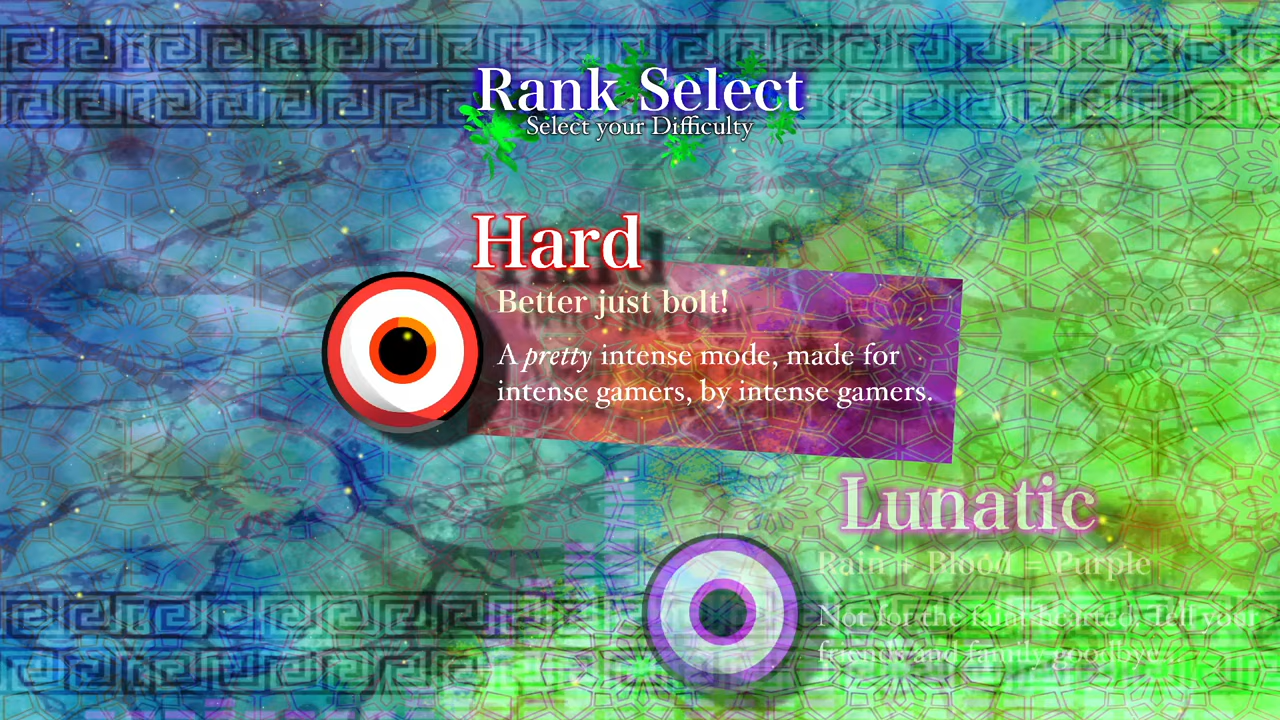 Rank Select
Select your Difficulty
Hard
Better just bolt!
A pretty intense mode, made for
intense gamers, by intense gamers.
Lunatic
Rain + Blood = Purple
Not for the faint-hearted. Tell your
friends and family goodbye.